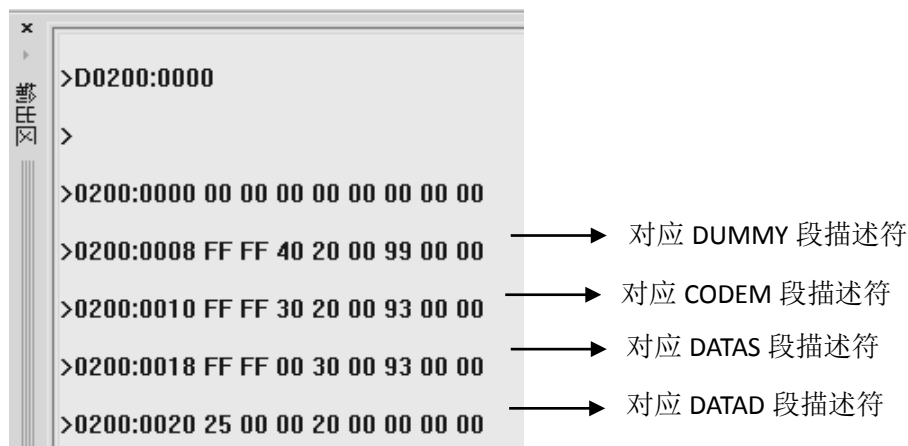 ×
输出区
>D0200:0000
>
>0200:0000 00 00 00 00 00 00 00 00
对应 DUMMY 段描述符
>0200:0008 FF FF 40 20 00 99 00 00
对应 CODEM 段描述符
>0200:0010 FF FF 30 20 00 93 00 00
对应 DATAS 段描述符
>0200:0018 FF FF 00 30 00 93 00 00
对应 DATAD 段描述符
>0200:0020 25 00 00 20 00 00 00 00